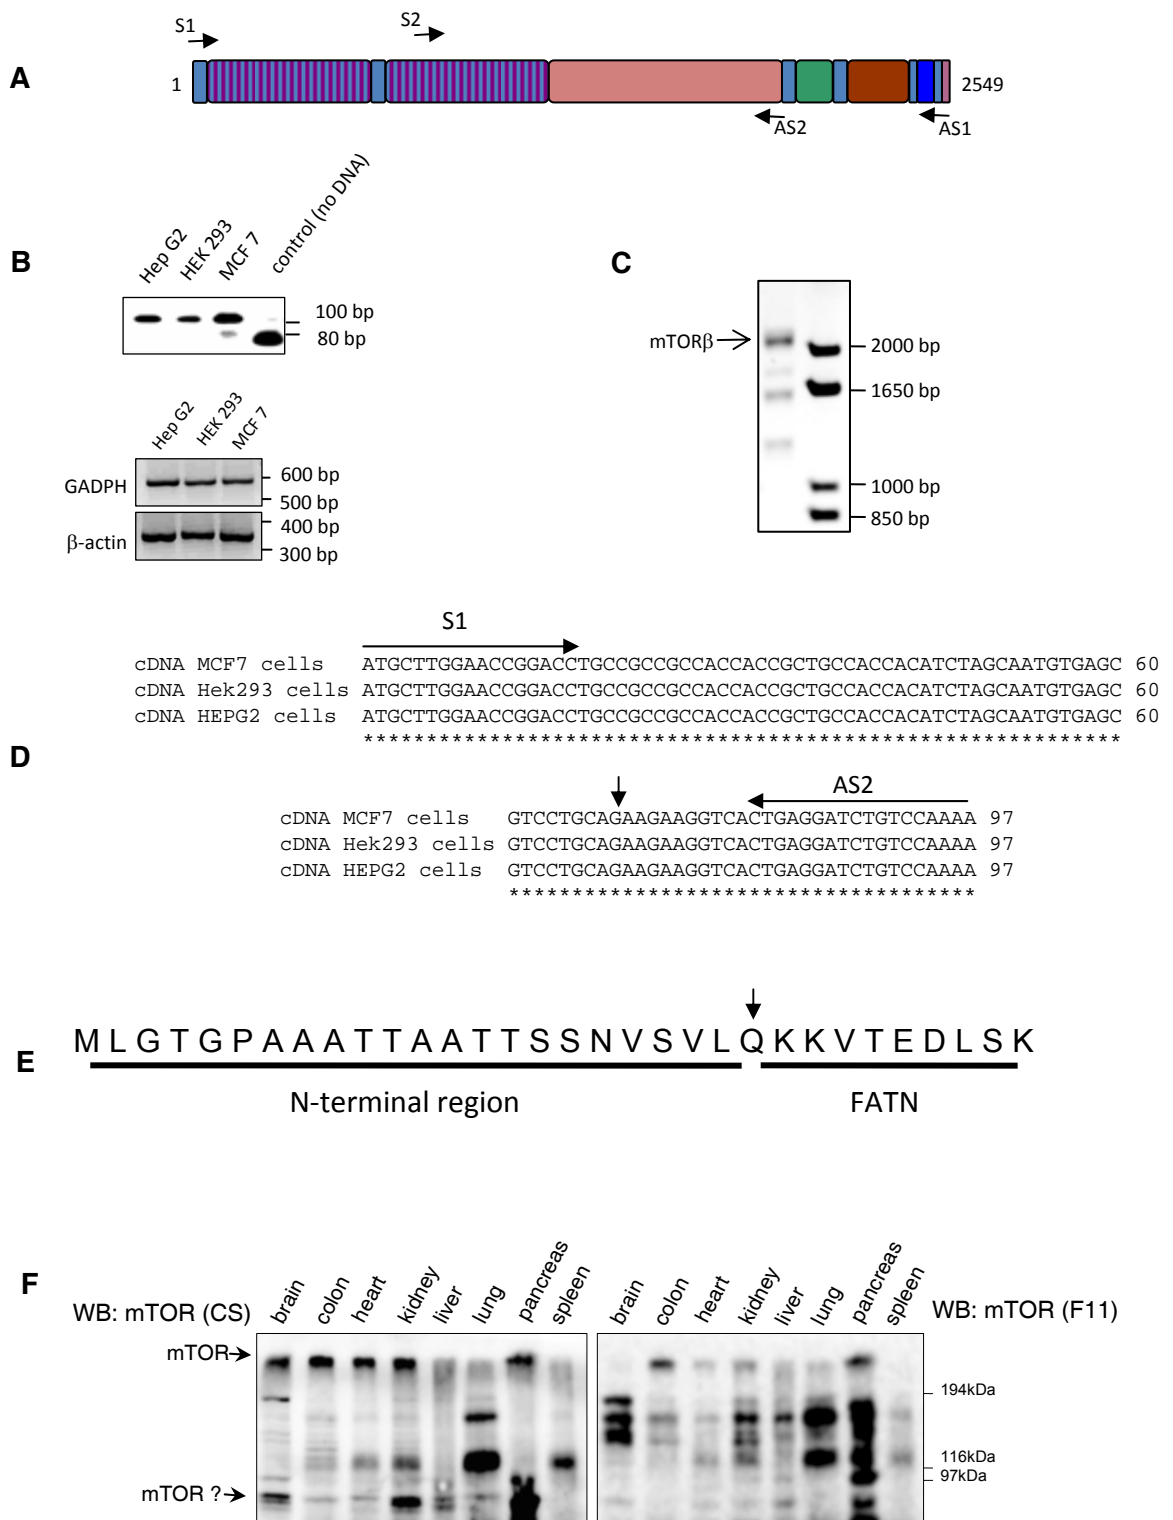 S1
S2
A
1
2549
AS2
AS1
B
Hep G2
HEK 293
MCF 7
control (no DNA)
100 bp
80 bp
Hep G2
HEK 293
MCF 7
GADPH
600 bp
500 bp
β-actin
400 bp
300 bp
C
mTORβ
2000 bp
1650 bp
1000 bp
850 bp
D
S1
cDNA MCF7 cells ATGCTTGGAACCGGACCTGCCGCCGCCACCACCGCTGCCACCACATCTAGCAATGTGAGC 60
cDNA Hek293 cells ATGCTTGGAACCGGACCTGCCGCCGCCACCACCGCTGCCACCACATCTAGCAATGTGAGC 60
cDNA HEPG2 cells ATGCTTGGAACCGGACCTGCCGCCGCCACCACCGCTGCCACCACATCTAGCAATGTGAGC 60
************************************************************
AS2
cDNA MCF7 cells GTCCTGCAGAAGAAGGTCACTGAGGATCTGTCCAAAA 97
cDNA Hek293 cells GTCCTGCAGAAGAAGGTCACTGAGGATCTGTCCAAAA 97
cDNA HEPG2 cells GTCCTGCAGAAGAAGGTCACTGAGGATCTGTCCAAAA 97
*************************************
E
M L G T G P A A A T T A A T T S S N V S V L Q K K V T E D L S K
N-terminal region
FATN
F
WB: mTOR (CS)
brain
colon
heart
kidney
liver
lung
pancreas
spleen
brain
colon
heart
kidney
liver
lung
pancreas
spleen
WB: mTOR (F11)
mTOR
194kDa
116kDa
97kDa
mTOR ?